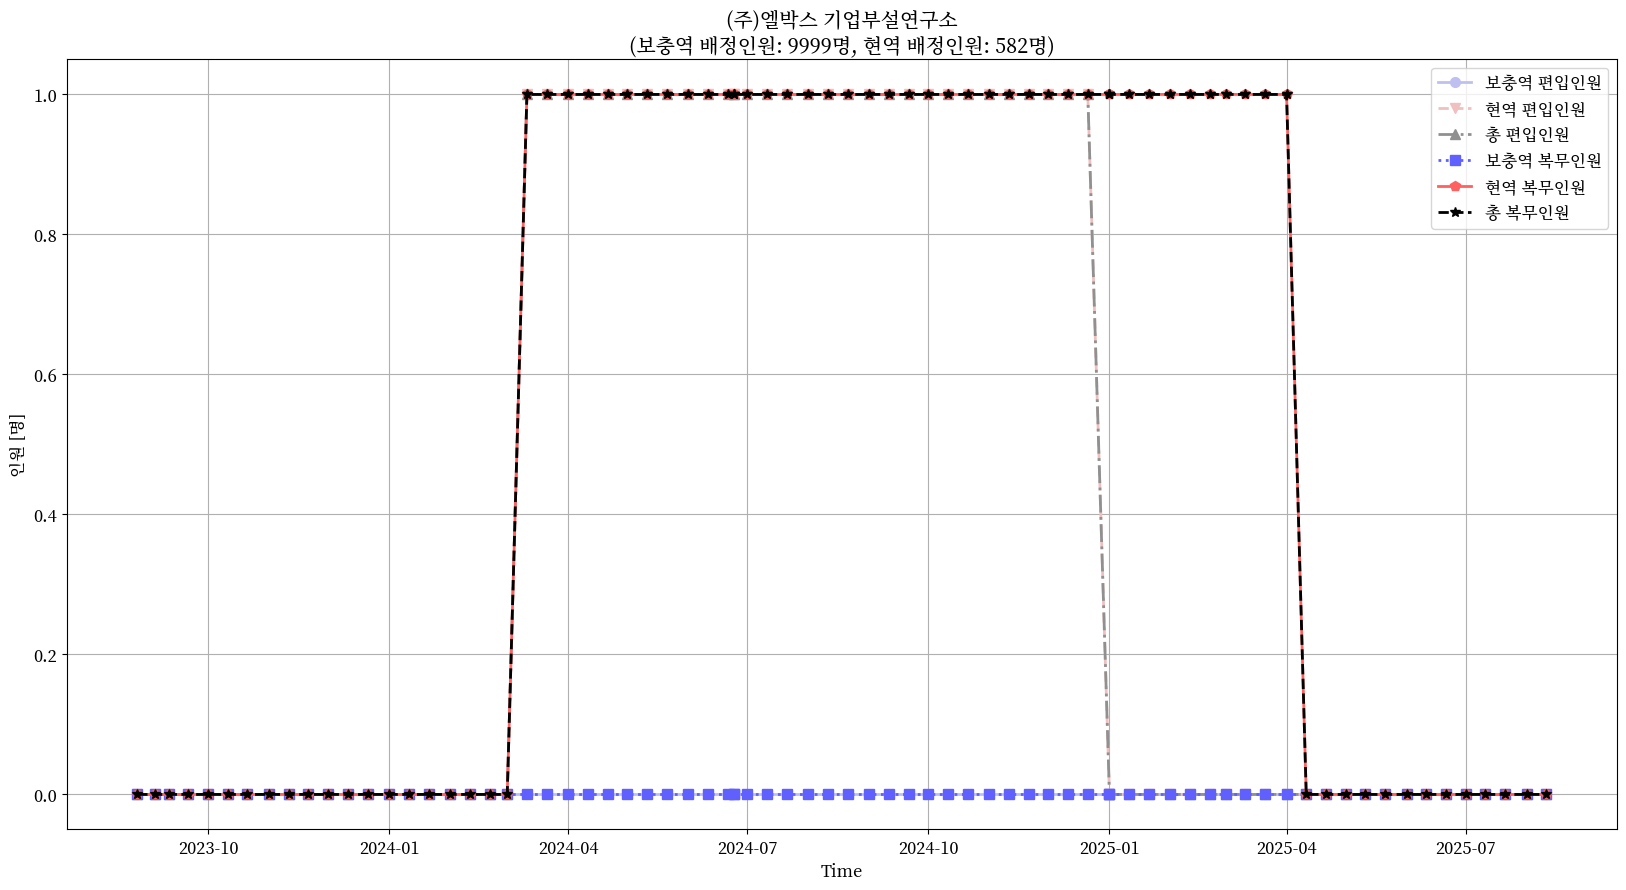 (주)엘박스 기업부설연구소
(보충역 배정인원: 9999명, 현역 배정인원: 582명)
보충역 편입인원
현역 편입인원
총 편입인원
보충역 복무인원
현역 복무인원
총 복무인원
인원 [명]
1.0
0.8
0.6
0.4
0.2
0.0
2023-10
2024-01
2024-04
2024-07
2024-10
2025-01
2025-04
2025-07
Time